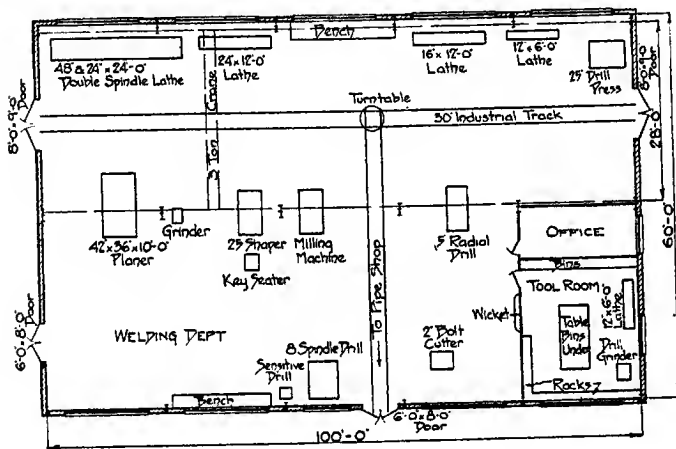 Bench
48"&24"×24'-0"
Double Spindle Lathe
24"×12'-0"
Lathe
16"×12'-0"
Lathe
12"×6'-0"
Lathe
25" Drill
Press
8'-0"×9'-0"
Door
8'-0"×9'-0"
Door
3 Ton Crane
Turntable
30" Industrial Track
28'-0"
60'-0"
42"×36"×10'-0"
Planer
Grinder
25" Shaper
Key Seater
Milling
Machine
To Pipe Shop
5' Radial
Drill
OFFICE
Bins
TOOL ROOM
12"×6'-0"
Lathe
Wicket
Table
Bins
Under
Drill
Grinder
Racks
6'-0"×8'-0"
Door
WELDING DEPT
8 Spindle Drill
Sensitive
Drill
Bench
2" Bolt
Cutter
6'-0"×8'-0"
Door
100'-0"